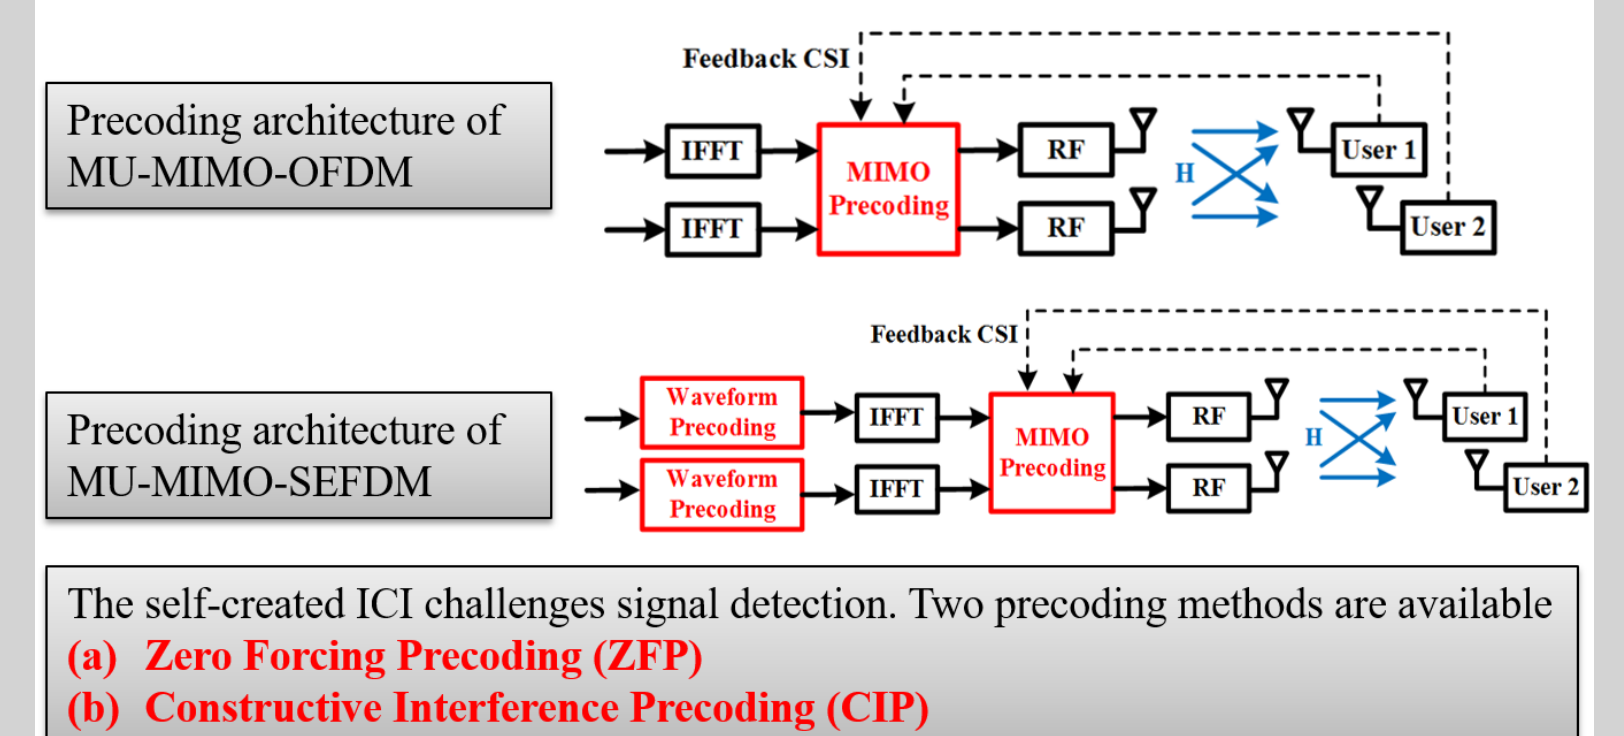 Feedback CSI
Precoding architecture of
MU-MIMO-OFDM
IFFT
IFFT
MIMO
Precoding
RF
RF
H
User 1
User 2
Feedback CSI
Precoding architecture of
MU-MIMO-SEFDM
Waveform
Precoding
Waveform
Precoding
IFFT
IFFT
MIMO
Precoding
RF
RF
H
User 1
User 2
The self-created ICI challenges signal detection. Two precoding methods are available
(a) Zero Forcing Precoding (ZFP)
(b) Constructive Interference Precoding (CIP)